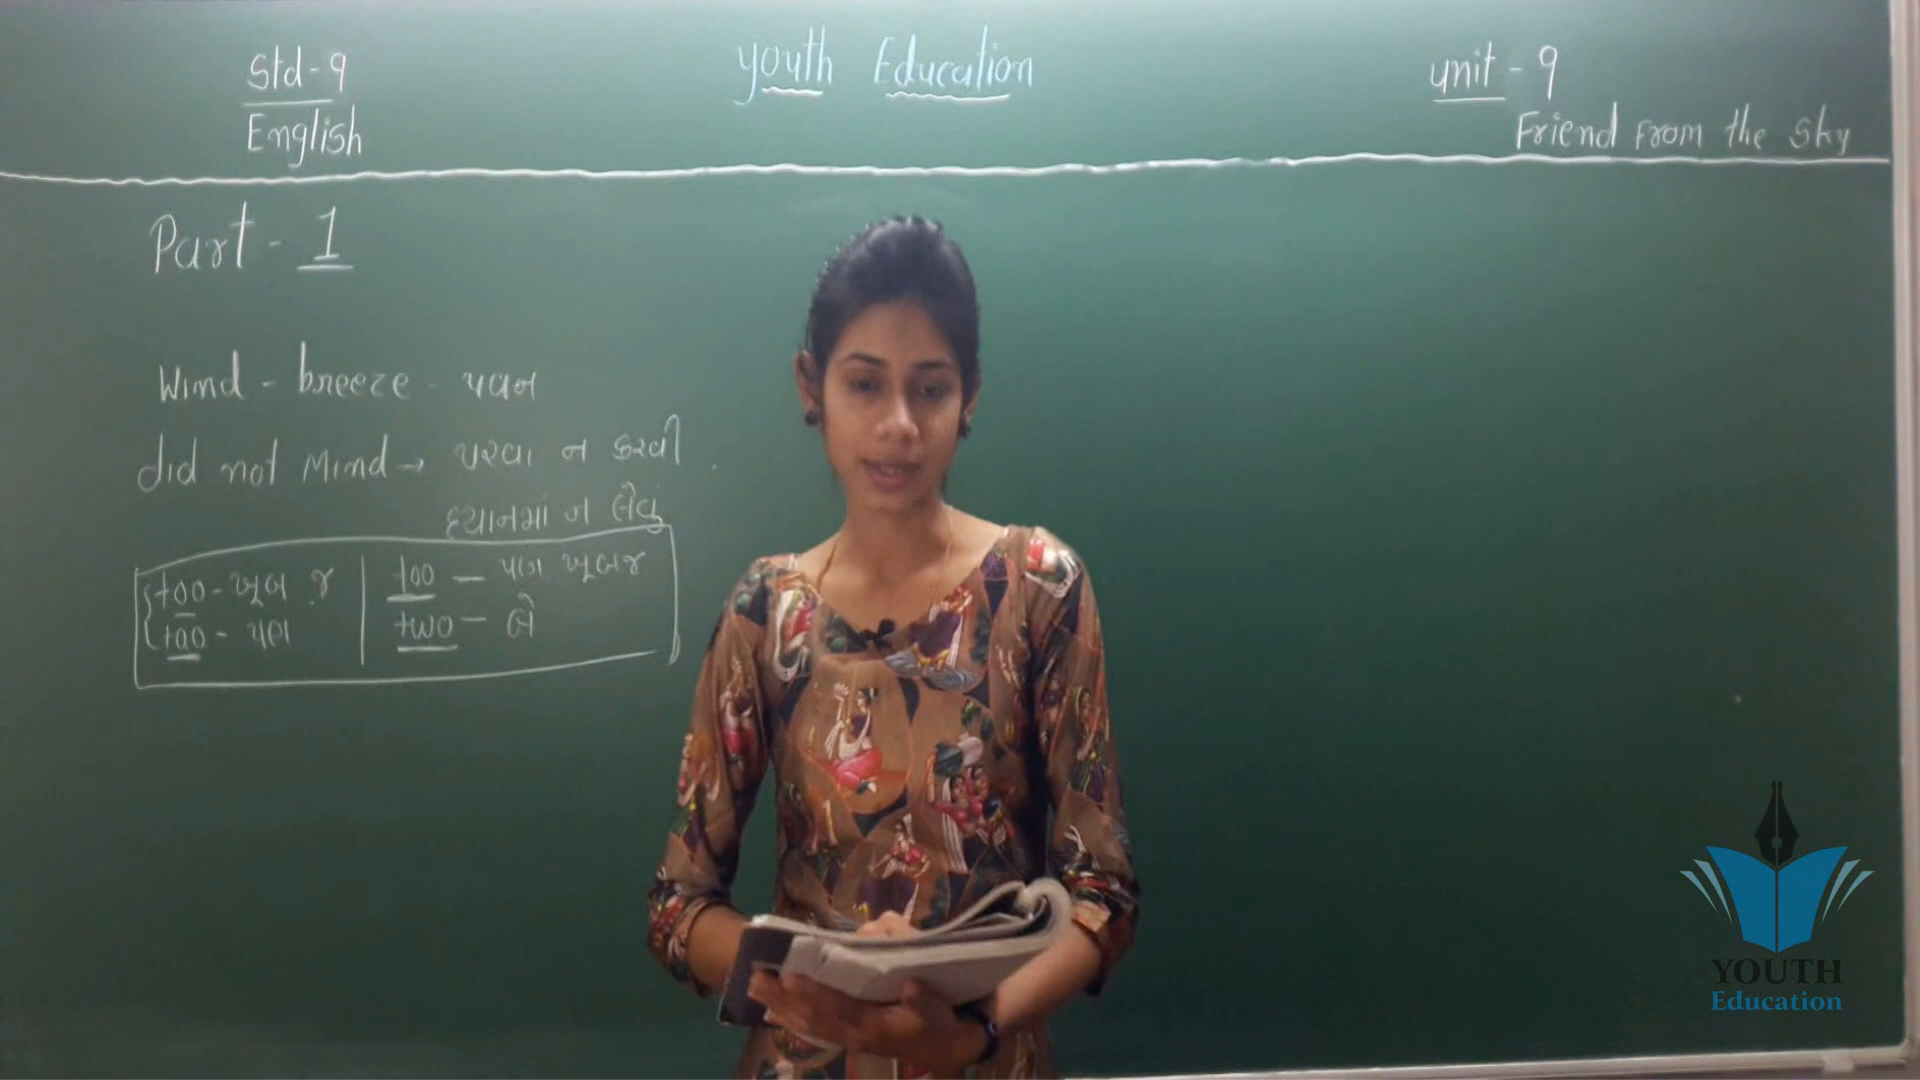 Std-9
English
youth Education
unit - 9
Friend From the Sky
Part - 1
Wind - breeze - પવન
did not Mind → પરવા ન કરવી .
ધ્યાનમાં ન લેવું
too - ખૂબ જ
too - પણ
too — પણ ખૂબજ
two — બે
YOUTH
Education